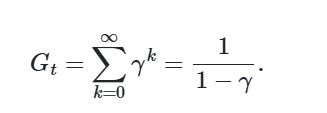 G_t = \sum_{k=0}^{\infty} \gamma^k = \frac{1}{1 - \gamma}.